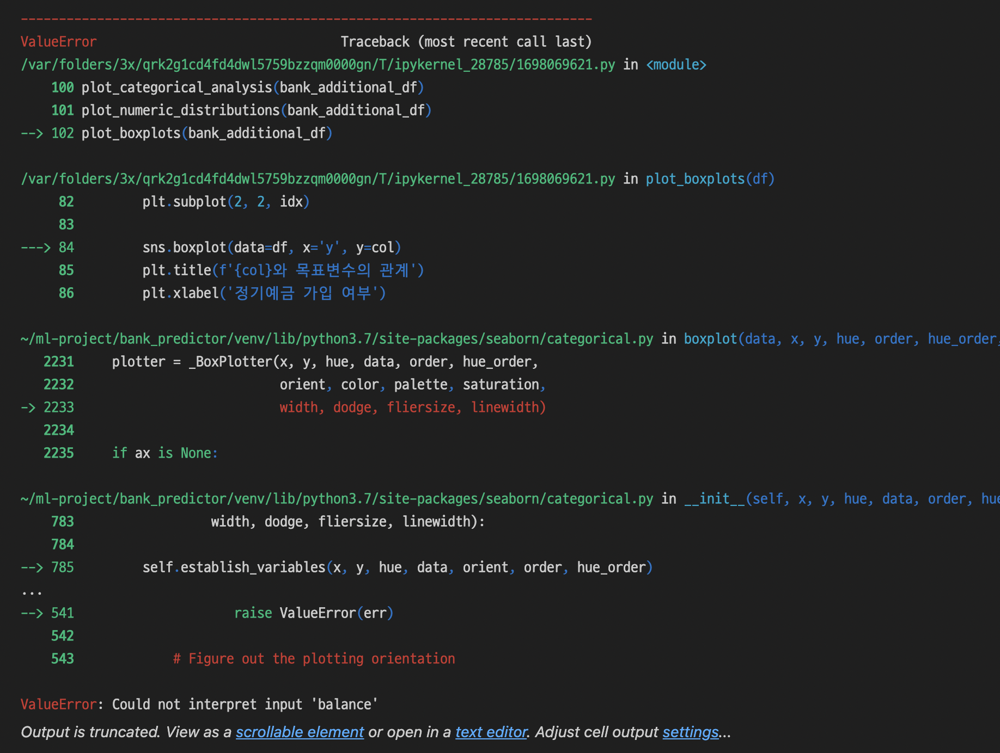 ---------------------------------------------------------------------------
ValueError                                Traceback (most recent call last)
/var/folders/3x/qrk2g1cd4fd4dwl5759bzzqm0000gn/T/ipykernel_28785/1698069621.py in <module>
    100 plot_categorical_analysis(bank_additional_df)
    101 plot_numeric_distributions(bank_additional_df)
--> 102 plot_boxplots(bank_additional_df)

/var/folders/3x/qrk2g1cd4fd4dwl5759bzzqm0000gn/T/ipykernel_28785/1698069621.py in plot_boxplots(df)
     82         plt.subplot(2, 2, idx)
     83
---> 84         sns.boxplot(data=df, x='y', y=col)
     85         plt.title(f'{col}와 목표변수의 관계')
     86         plt.xlabel('정기예금 가입 여부')

~/ml-project/bank_predictor/venv/lib/python3.7/site-packages/seaborn/categorical.py in boxplot(data, x, y, hue, order, hue_order,
   2231     plotter = _BoxPlotter(x, y, hue, data, order, hue_order,
   2232                           orient, color, palette, saturation,
-> 2233                           width, dodge, fliersize, linewidth)
   2234
   2235     if ax is None:

~/ml-project/bank_predictor/venv/lib/python3.7/site-packages/seaborn/categorical.py in __init__(self, x, y, hue, data, order, hue
    783                  width, dodge, fliersize, linewidth):
    784
--> 785         self.establish_variables(x, y, hue, data, orient, order, hue_order)
...
--> 541                     raise ValueError(err)
    542
    543             # Figure out the plotting orientation

ValueError: Could not interpret input 'balance'
Output is truncated. View as a scrollable element or open in a text editor. Adjust cell output settings...